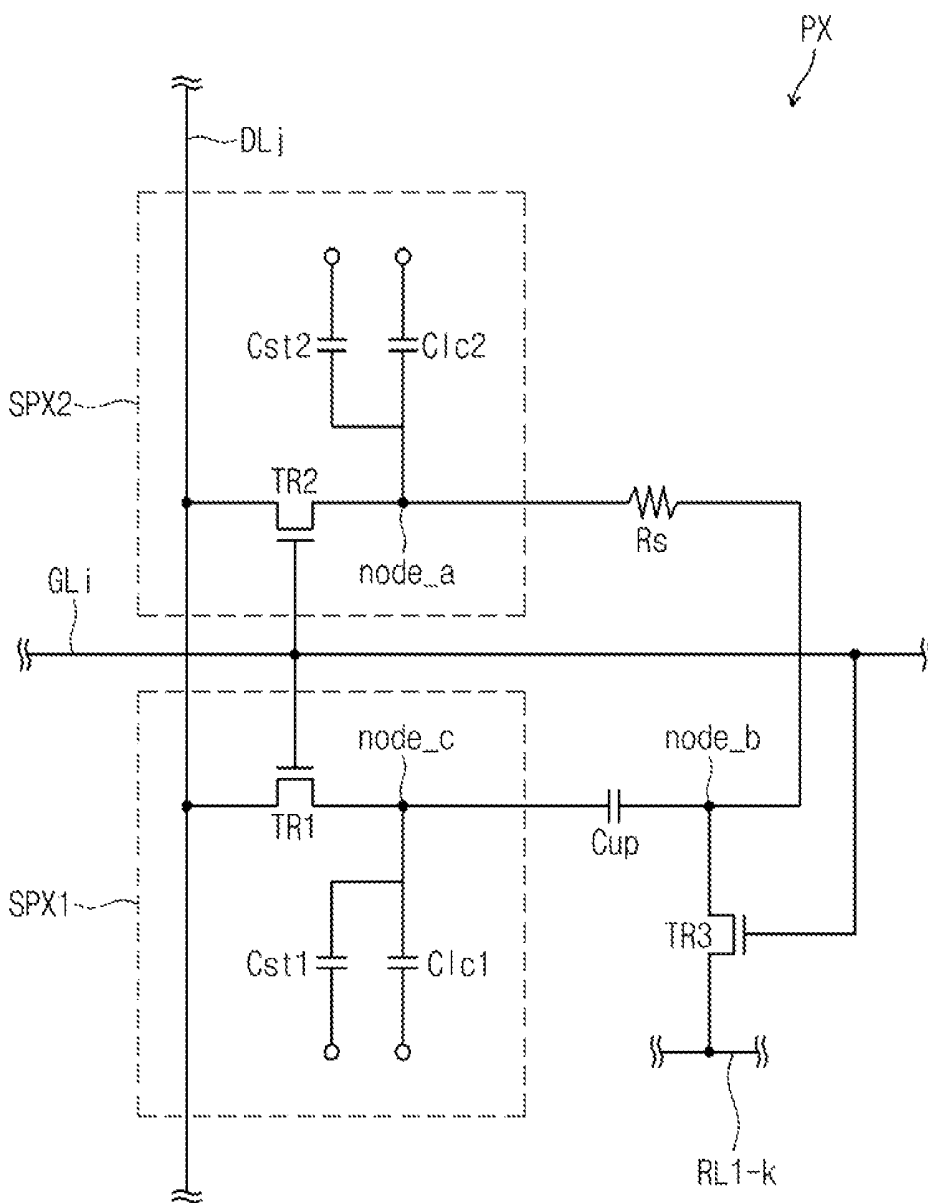 PX
DLj
Cst2
Clc2
SPX2
TR2
Rs
node_a
GLi
node_c
node_b
TR1
Cup
SPX1
TR3
Cst1
Clc1
RL1-k